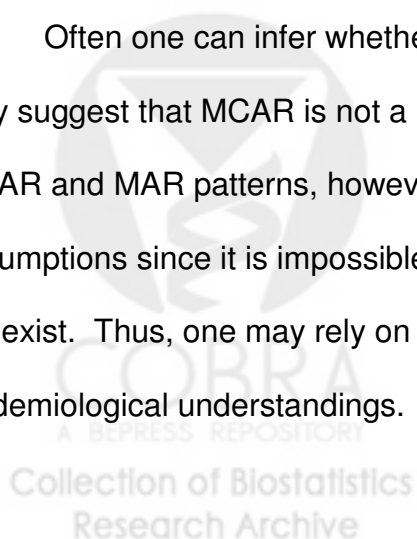 Often one can infer whethe
y suggest that MCAR is not a
AR and MAR patterns, howev
umptions since it is impossible
exist. Thus, one may rely on
demiological understandings.
COBRA
A BEPRESS REPOSITORY
Collection of Biostatistics
Research Archive